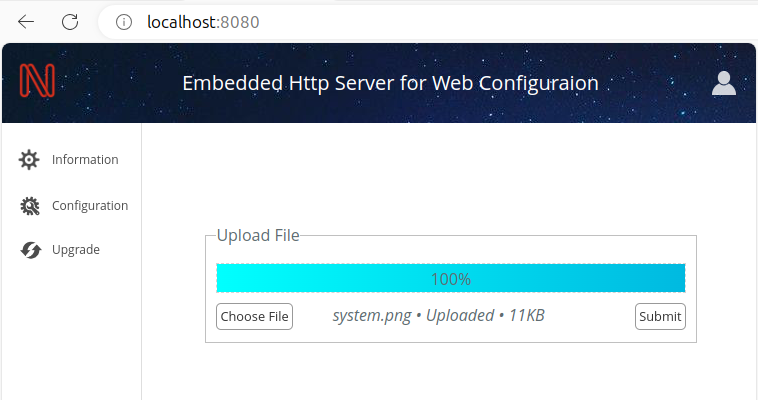 localhost:8080
N
Embedded Http Server for Web Configuraion
Information
Configuration
Upgrade
Upload File
100%
Choose File
system.png • Uploaded • 11KB
Submit